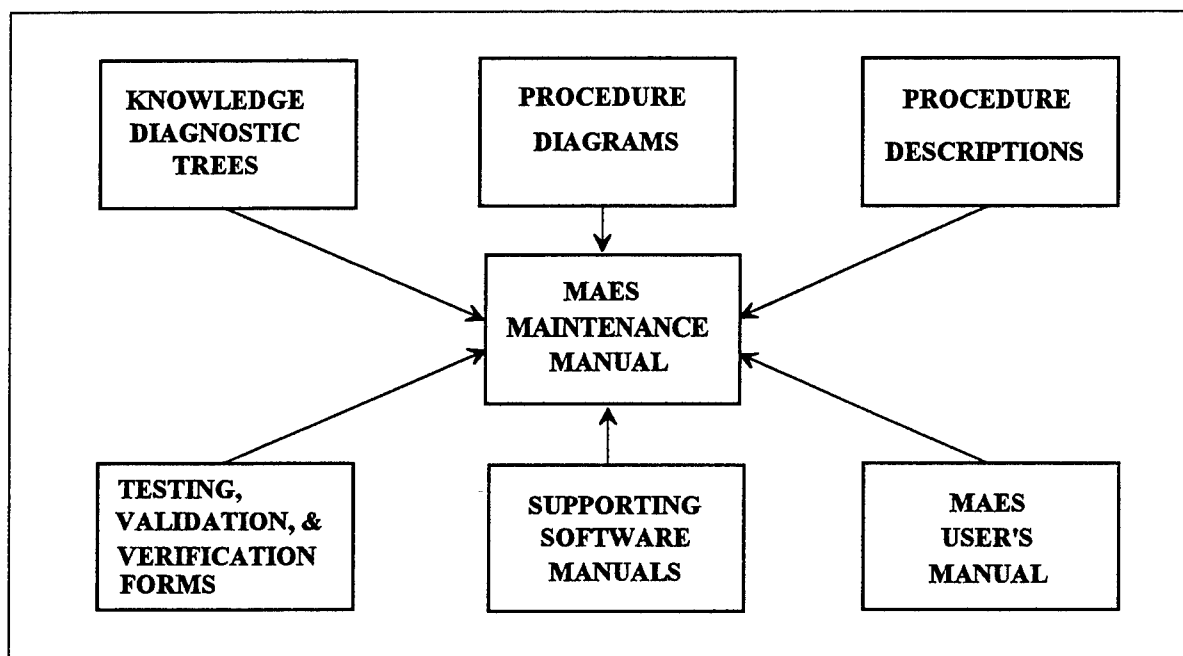 KNOWLEDGE
DIAGNOSTIC
TREES
PROCEDURE
DIAGRAMS
PROCEDURE
DESCRIPTIONS
MAES
MAINTENANCE
MANUAL
TESTING,
VALIDATION, &
VERIFICATION
FORMS
SUPPORTING
SOFTWARE
MANUALS
MAES
USER'S
MANUAL